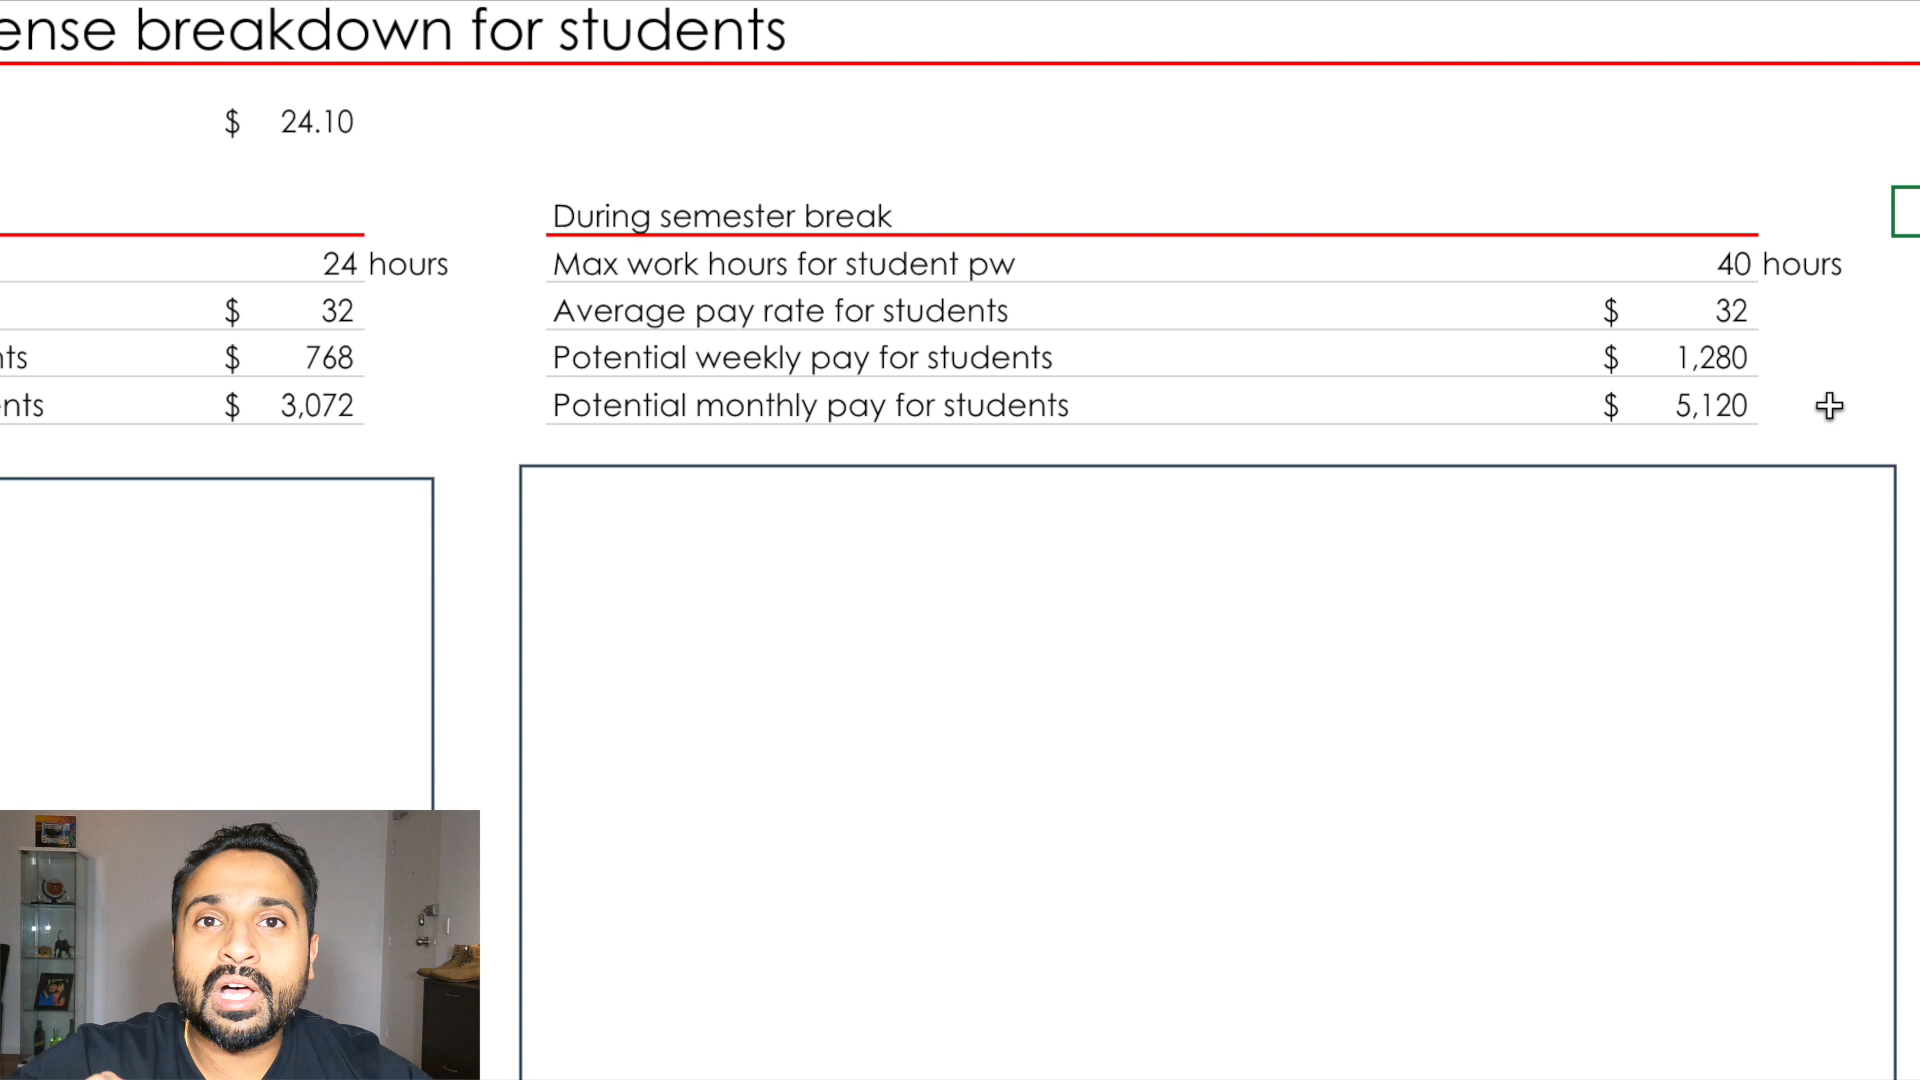 ense breakdown for students
$ 24.10
During semester break
24 hours
Max work hours for student pw 40 hours
$ 32
Average pay rate for students $ 32
nts $ 768
Potential weekly pay for students $ 1,280
ents $ 3,072
Potential monthly pay for students $ 5,120